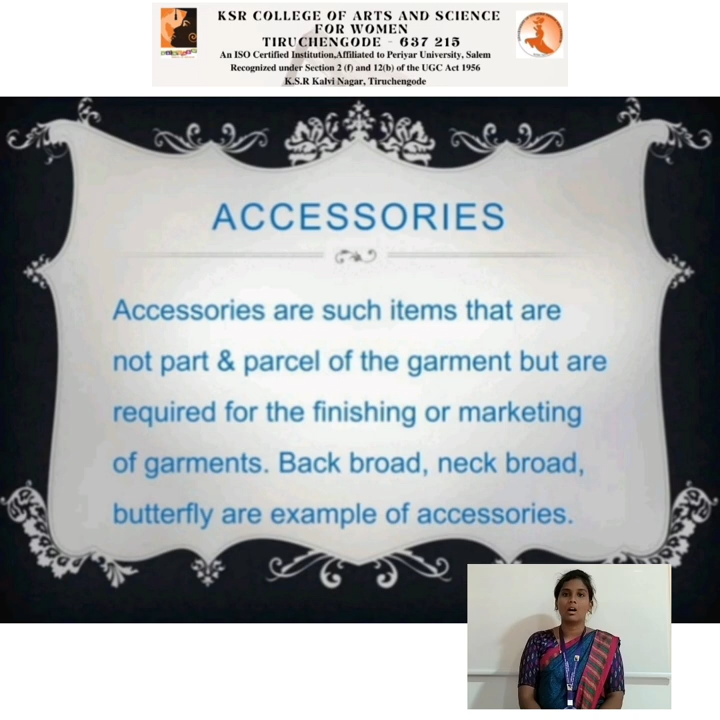 KSR COLLEGE OF ARTS AND SCIENCE
FOR WOMEN
TIRUCHENGODE - 637 215
An ISO Certified Institution,Affiliated to Periyar University, Salem
Recognized under Section 2 (f) and 12(b) of the UGC Act 1956
K.S.R Kalvi Nagar, Tiruchengode
ACCESSORIES
Accessories are such items that are
not part & parcel of the garment but are
required for the finishing or marketing
of garments. Back broad, neck broad,
butterfly are example of accessories.